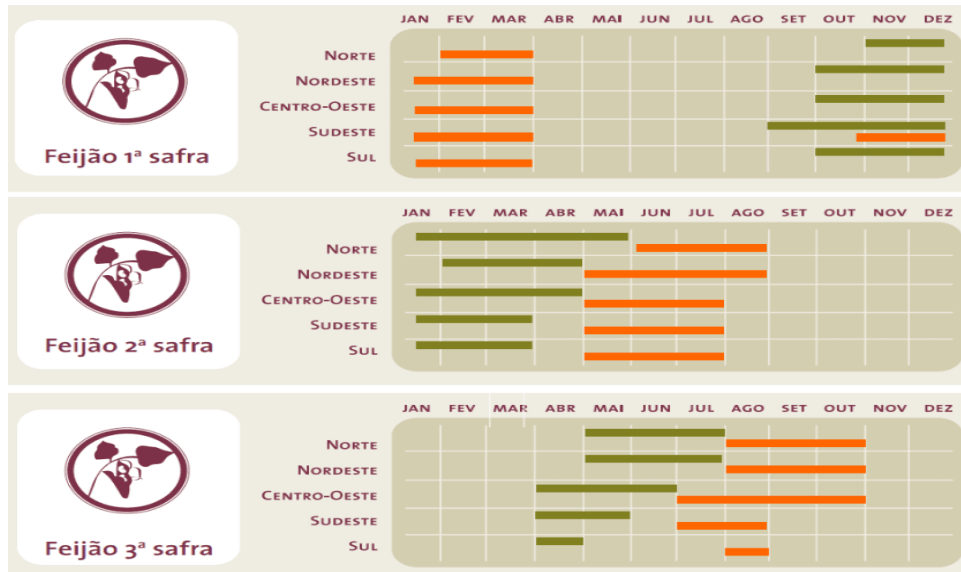 JAN FEV MAR ABR MAI JUN JUL AGO SET OUT NOV DEZ
NORTE
NORDESTE
CENTRO-OESTE
SUDESTE
SUL
Feijão 1ª safra
JAN FEV MAR ABR MAI JUN JUL AGO SET OUT NOV DEZ
NORTE
NORDESTE
CENTRO-OESTE
SUDESTE
SUL
Feijão 2ª safra
JAN FEV MAR ABR MAI JUN JUL AGO SET OUT NOV DEZ
NORTE
NORDESTE
CENTRO-OESTE
SUDESTE
SUL
Feijão 3ª safra